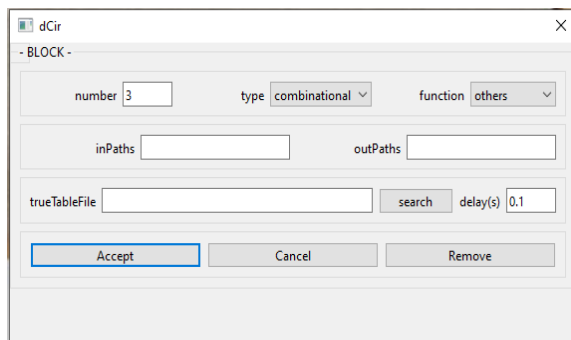 dCir
- BLOCK -
number 3 type combinational function others
inPaths outPaths
trueTableFile search delay(s) 0.1
Accept Cancel Remove